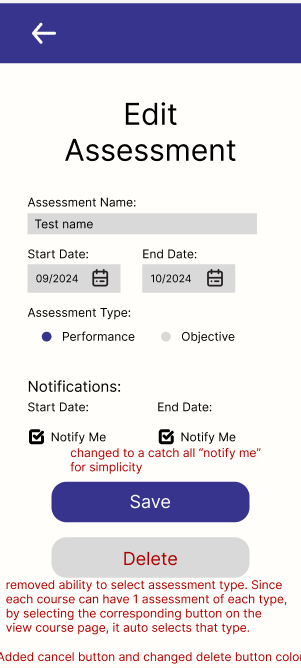 Edit
Assessment
Assessment Name:
Test name
Start Date: End Date:
09/2024 10/2024
Assessment Type:
Performance Objective
Notifications:
Start Date: End Date:
Notify Me Notify Me
changed to a catch all “notify me”
for simplicity
Save
Delete
removed ability to select assessment type. Since
each course can have 1 assessment of each type,
by selecting the corresponding button on the
view course page, it auto selects that type.
Added cancel button and changed delete button color